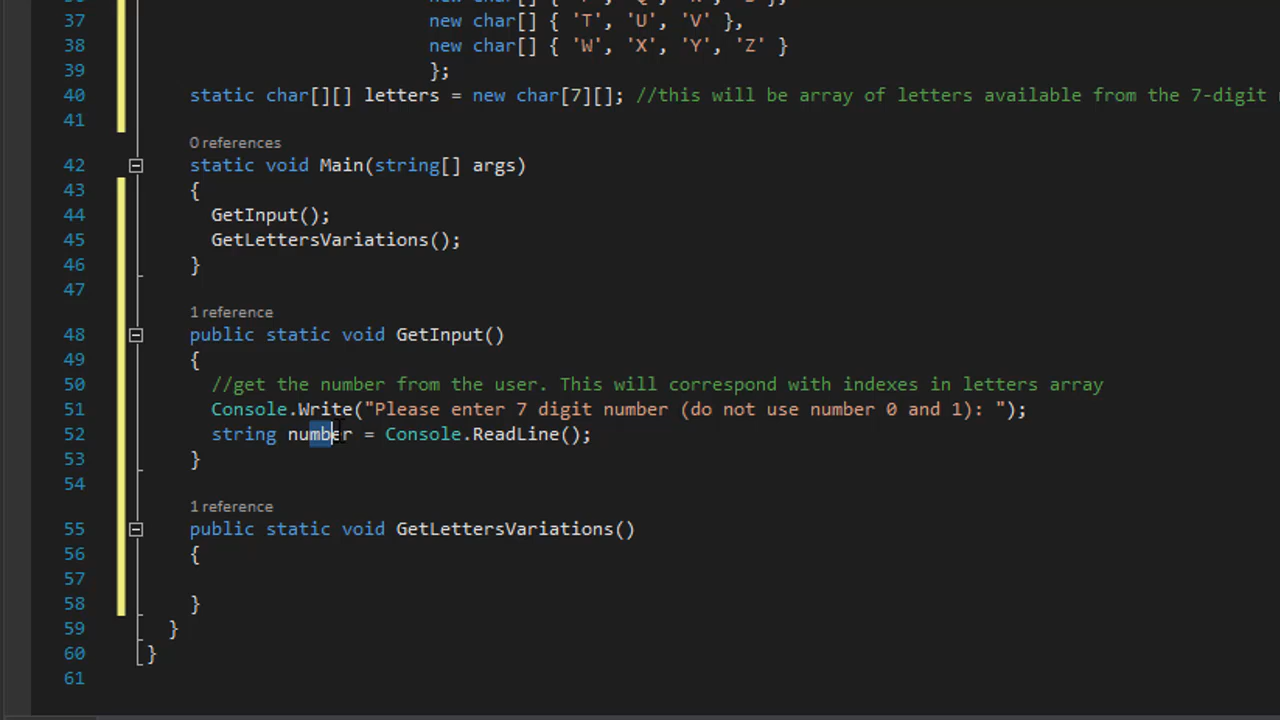 37 new char[] { 'T', 'U', 'V' },
38 new char[] { 'W', 'X', 'Y', 'Z' }
39 };
40 static char[][] letters = new char[7][]; //this will be array of letters available from the 7-digit
41
0 references
42 static void Main(string[] args)
43 {
44 GetInput();
45 GetLettersVariations();
46 }
47
1 reference
48 public static void GetInput()
49 {
50 //get the number from the user. This will correspond with indexes in letters array
51 Console.Write("Please enter 7 digit number (do not use number 0 and 1): ");
52 string number = Console.ReadLine();
53 }
54
1 reference
55 public static void GetLettersVariations()
56 {
57
58 }
59 }
60 }
61